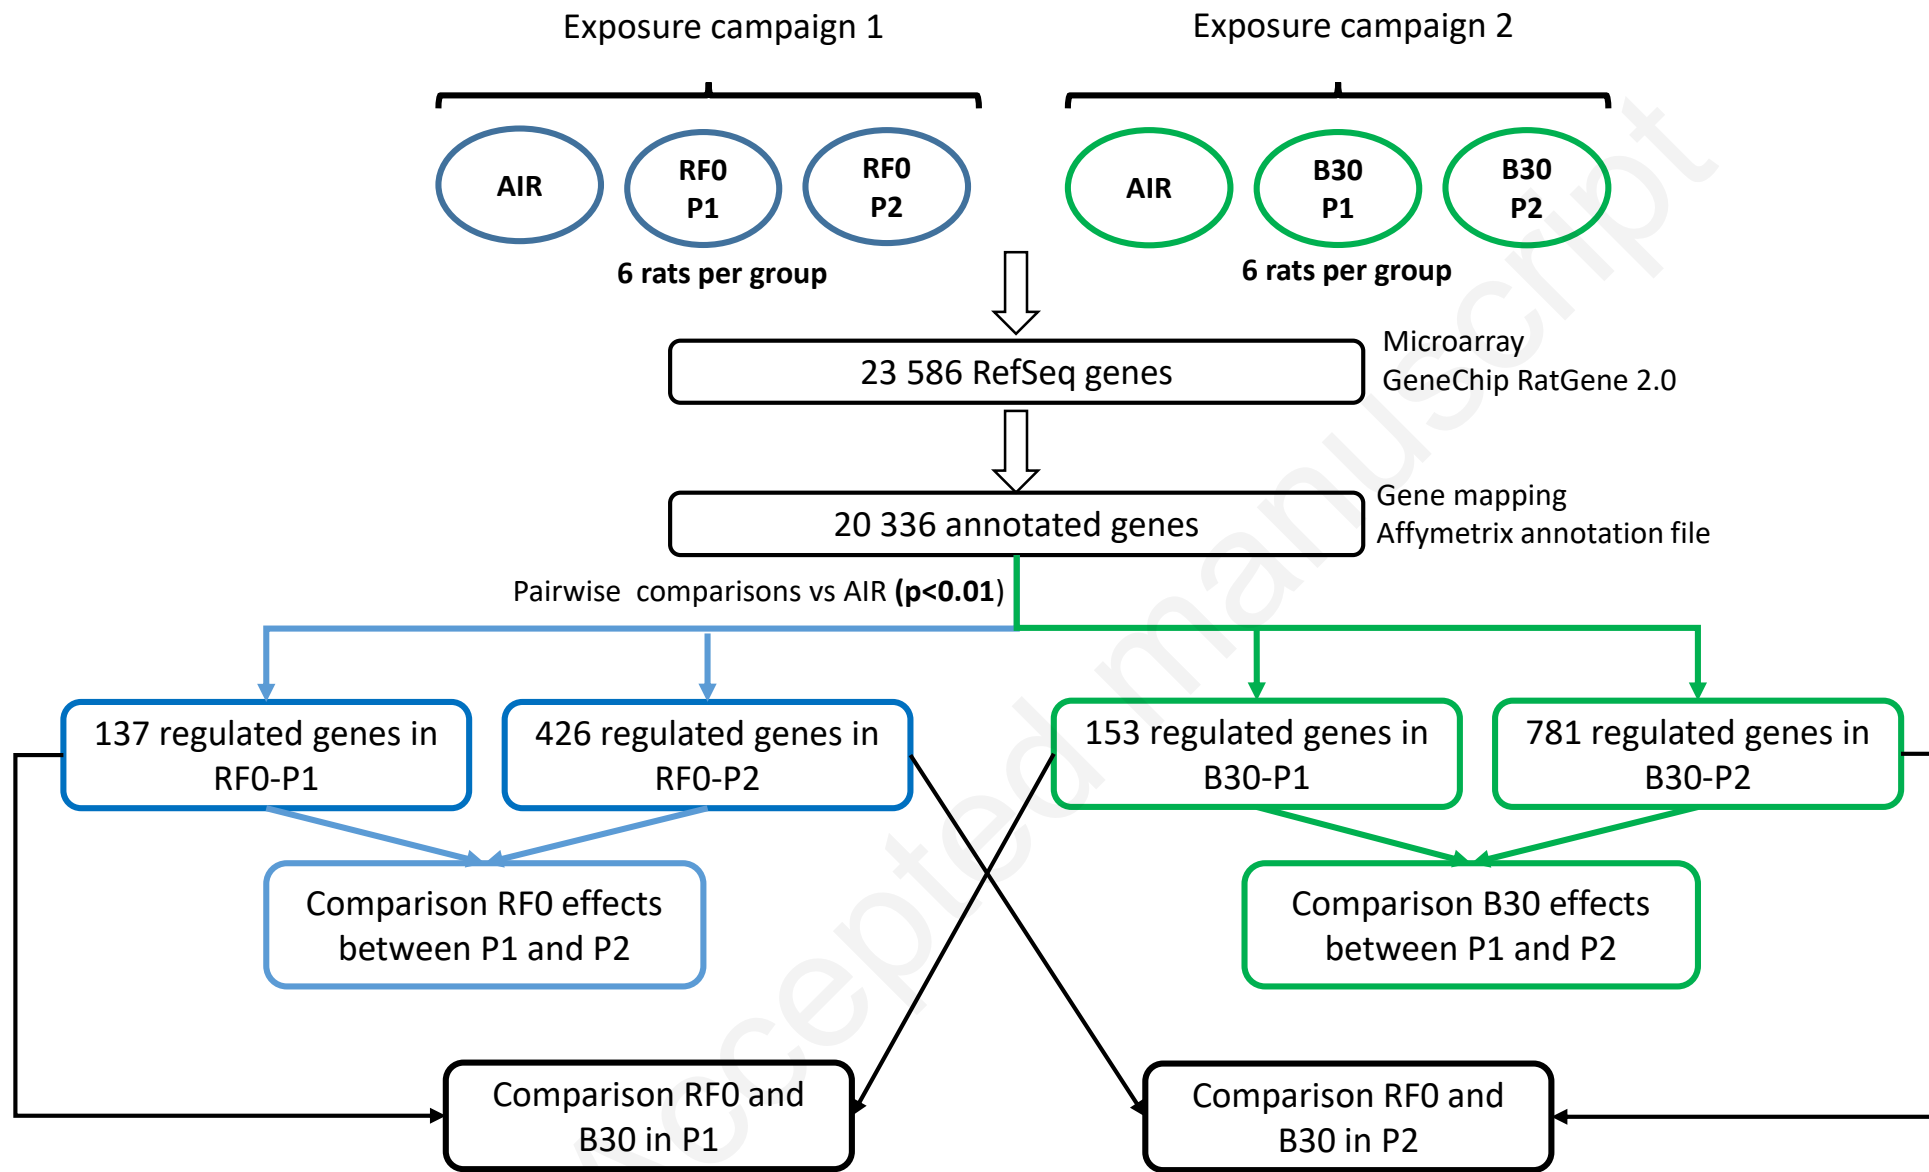 Exposure campaign 1
Exposure campaign 2
AIR
RF0
P1
RF0
P2
AIR
B30
P1
B30
P2
6 rats per group
6 rats per group
23 586 RefSeq genes
Microarray
GeneChip RatGene 2.0
20 336 annotated genes
Gene mapping
Affymetrix annotation file
Pairwise comparisons vs AIR (p<0.01)
137 regulated genes in
RF0-P1
426 regulated genes in
RF0-P2
153 regulated genes in
B30-P1
781 regulated genes in
B30-P2
Comparison RF0 effects
between P1 and P2
Comparison B30 effects
between P1 and P2
Comparison RF0 and
B30 in P1
Comparison RF0 and
B30 in P2
Accepted manuscript